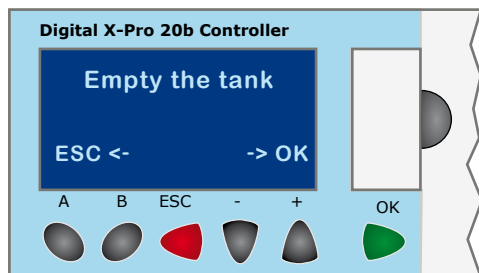 Digital X-Pro 20b Controller
Empty the tank
ESC <- -> OK
A B ESC - + OK